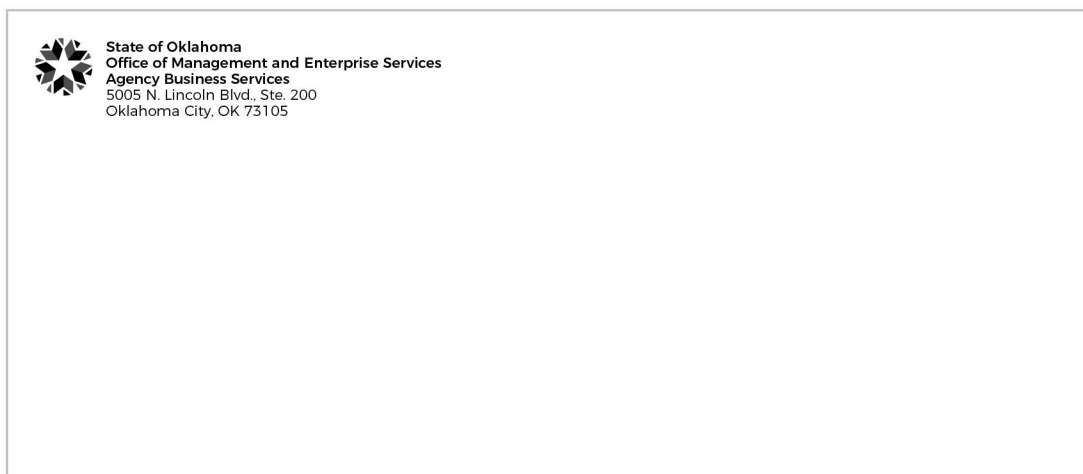 State of Oklahoma
Office of Management and Enterprise Services
Agency Business Services
5005 N. Lincoln Blvd., Ste. 200
Oklahoma City, OK 73105